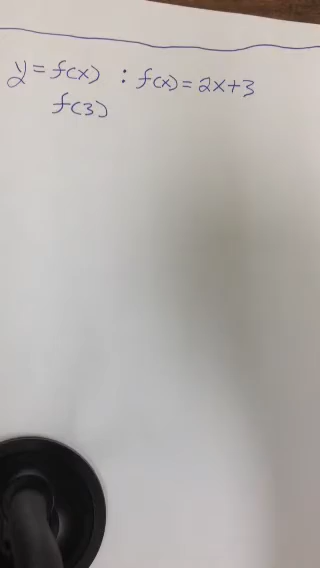 y = f(x) : f(x) = 2x+3
f(3)